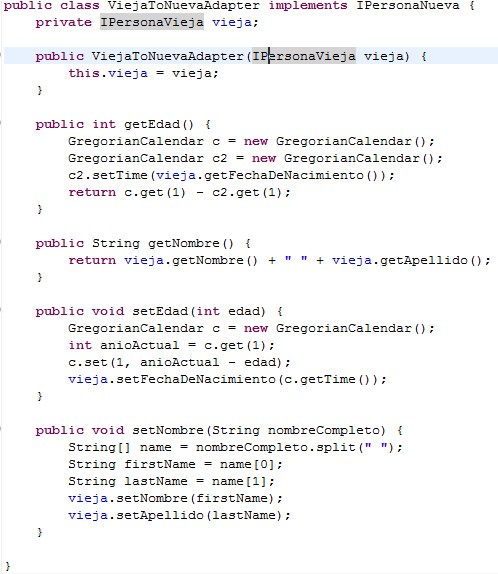 public class ViejaToNuevaAdapter implements IPersonaNueva {
    private IPersonaVieja vieja;

    public ViejaToNuevaAdapter(IPersonaVieja vieja) {
        this.vieja = vieja;
    }

    public int getEdad() {
        GregorianCalendar c = new GregorianCalendar();
        GregorianCalendar c2 = new GregorianCalendar();
        c2.setTime(vieja.getFechaDeNacimiento());
        return c.get(1) - c2.get(1);
    }

    public String getNombre() {
        return vieja.getNombre() + " " + vieja.getApellido();
    }

    public void setEdad(int edad) {
        GregorianCalendar c = new GregorianCalendar();
        int anioActual = c.get(1);
        c.set(1, anioActual - edad);
        vieja.setFechaDeNacimiento(c.getTime());
    }

    public void setNombre(String nombreCompleto) {
        String[] name = nombreCompleto.split(" ");
        String firstName = name[0];
        String lastName = name[1];
        vieja.setNombre(firstName);
        vieja.setApellido(lastName);
    }

}